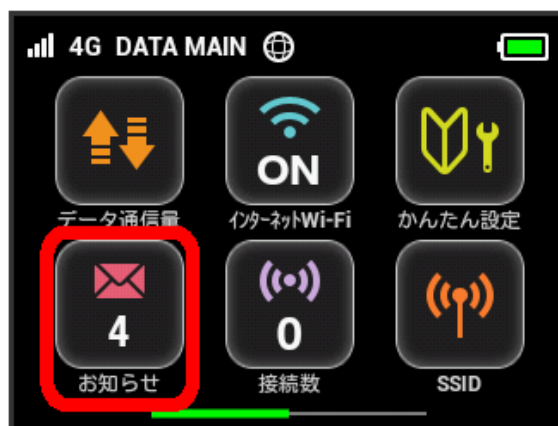 4G DATA MAIN
ON
データ通信量 インターネットWi-Fi かんたん設定
4 0
お知らせ 接続数 SSID